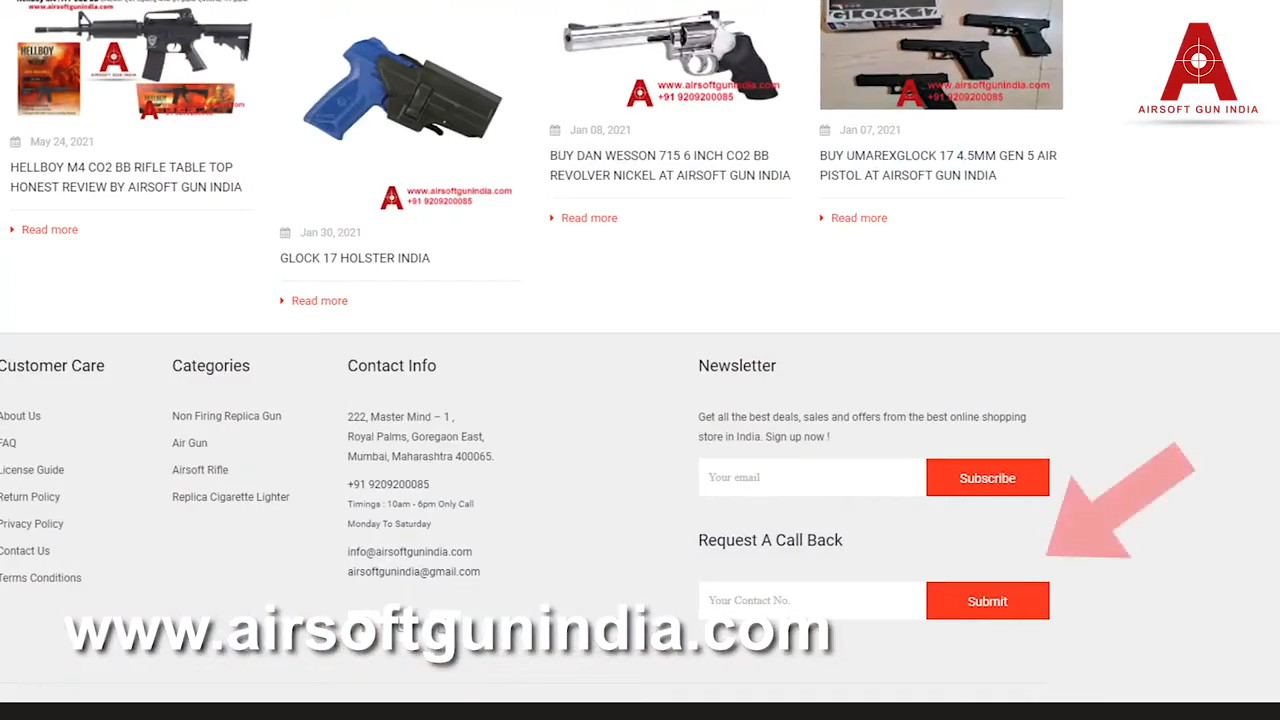 www.airsoftgunindia.com
HELLBOY
AIRSOFT GUN INDIA
www.airsoftgunindia.com
+91 9209200085
GLOCK 17
www.airsoftgunindia.com
+91 9209200085
AIRSOFT GUN INDIA
May 24, 2021
HELLBOY M4 CO2 BB RIFLE TABLE TOP
HONEST REVIEW BY AIRSOFT GUN INDIA
Read more
www.airsoftgunindia.com
+91 9209200085
Jan 30, 2021
GLOCK 17 HOLSTER INDIA
Read more
Jan 08, 2021
BUY DAN WESSON 715 6 INCH CO2 BB
REVOLVER NICKEL AT AIRSOFT GUN INDIA
Read more
Jan 07, 2021
BUY UMAREXGLOCK 17 4.5MM GEN 5 AIR
PISTOL AT AIRSOFT GUN INDIA
Read more
Customer Care
About Us
FAQ
License Guide
Return Policy
Privacy Policy
Contact Us
Terms Conditions
Categories
Non Firing Replica Gun
Air Gun
Airsoft Rifle
Replica Cigarette Lighter
Contact Info
222, Master Mind – 1 ,
Royal Palms, Goregaon East,
Mumbai, Maharashtra 400065.
+91 9209200085
Timings : 10am - 6pm Only Call
Monday To Saturday
info@airsoftgunindia.com
airsoftgunindia@gmail.com
Newsletter
Get all the best deals, sales and offers from the best online shopping
store in India. Sign up now !
Your email
Subscribe
Request A Call Back
Your Contact No.
Submit
www.airsoftgunindia.com